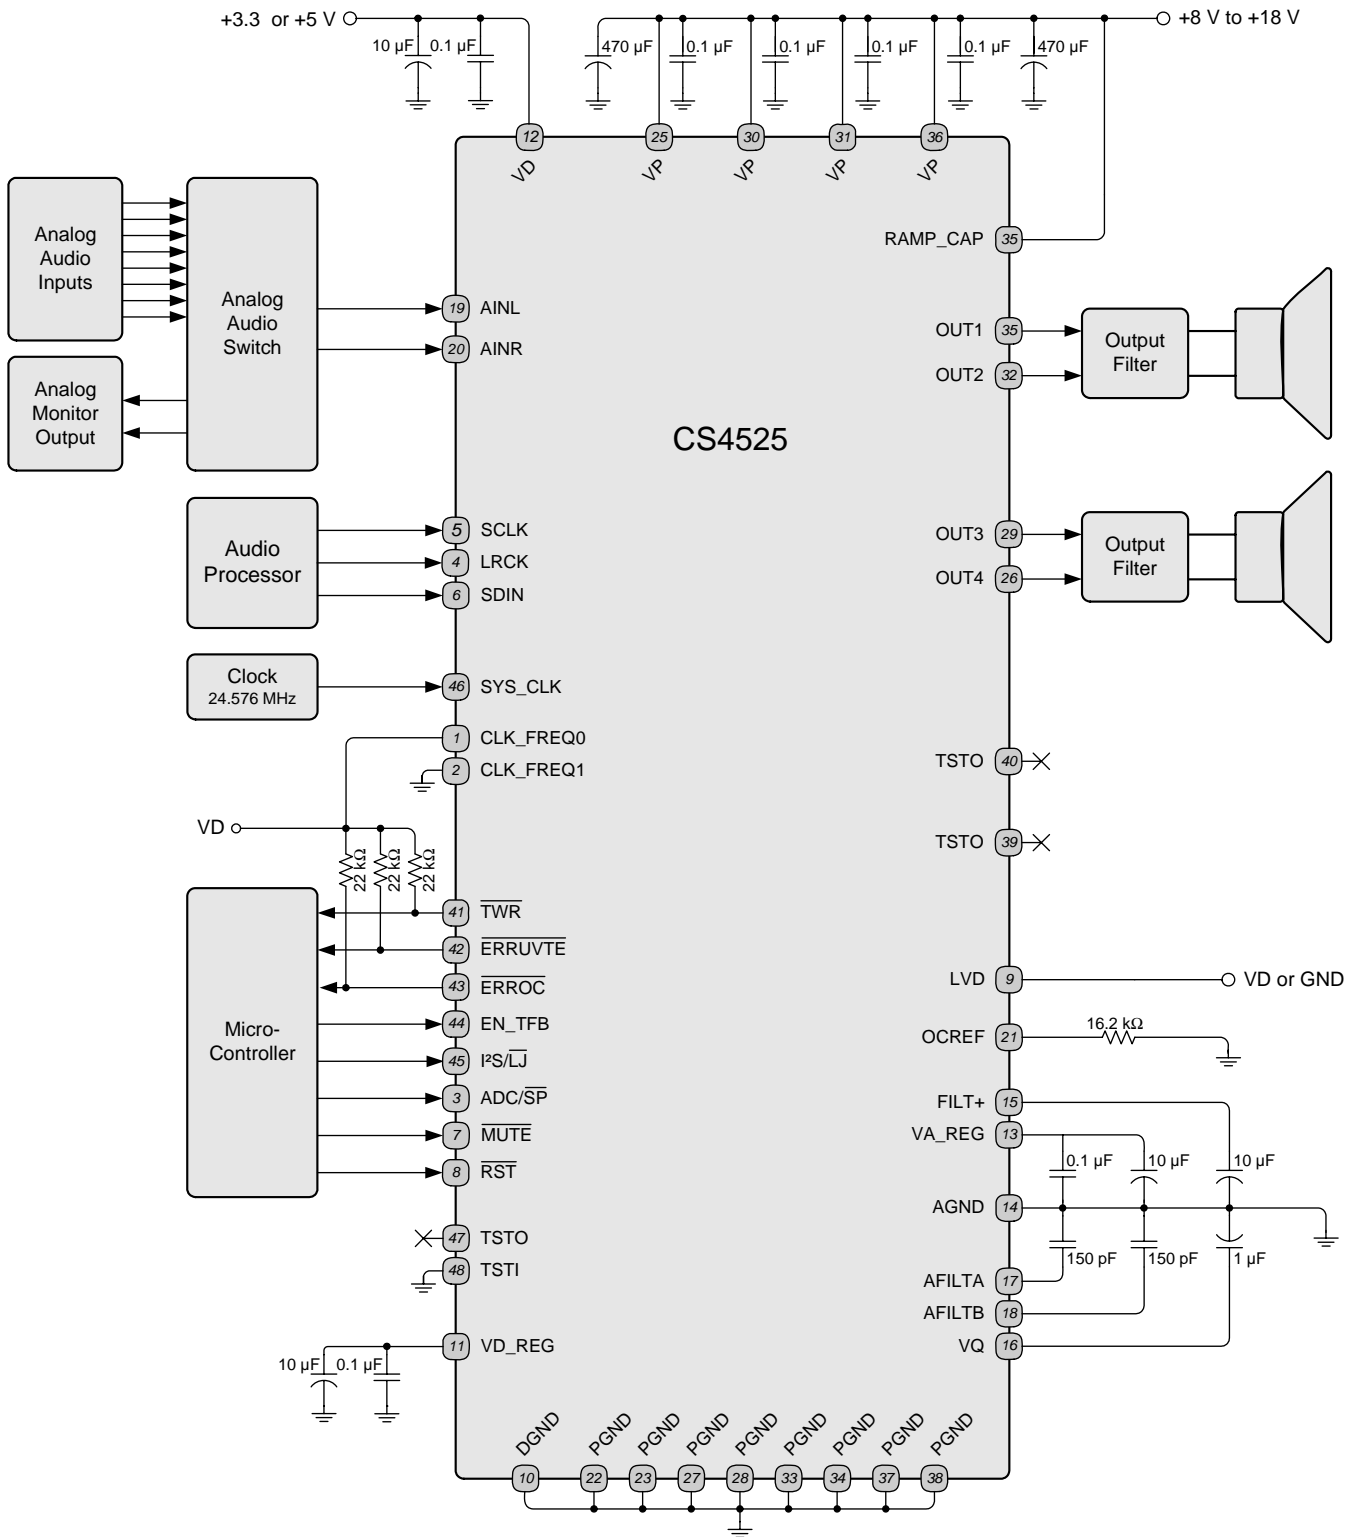 +3.3 or +5 V
+8 V to +18 V
10 µF
0.1 µF
470 µF
0.1 µF
0.1 µF
0.1 µF
0.1 µF
470 µF
12
25
30
31
36
VD
VP
VP
VP
VP
Analog
Audio
Inputs
Analog
Monitor
Output
Analog
Audio
Switch
19 AINL
20 AINR
RAMP_CAP 35
OUT1 35
OUT2 32
Output
Filter
CS4525
Audio
Processor
5 SCLK
4 LRCK
6 SDIN
OUT3 29
OUT4 26
Output
Filter
Clock
24.576 MHz
46 SYS_CLK
1 CLK_FREQ0
2 CLK_FREQ1
TSTO 40
TSTO 39
VD
22 kΩ
22 kΩ
22 kΩ
Micro-
Controller
41 TWR
42 ERRUVTE
43 ERROC
44 EN_TFB
45 I²S/LJ
3 ADC/SP
7 MUTE
8 RST
47 TSTO
48 TSTI
11 VD_REG
10 µF
0.1 µF
LVD 9
VD or GND
OCREF 21
16.2 kΩ
FILT+ 15
VA_REG 13
0.1 µF
10 µF
10 µF
AGND 14
150 pF
150 pF
1 µF
AFILTA 17
AFILTB 18
VQ 16
DGND
PGND
PGND
PGND
PGND
PGND
PGND
PGND
PGND
10
22
23
27
28
33
34
37
38